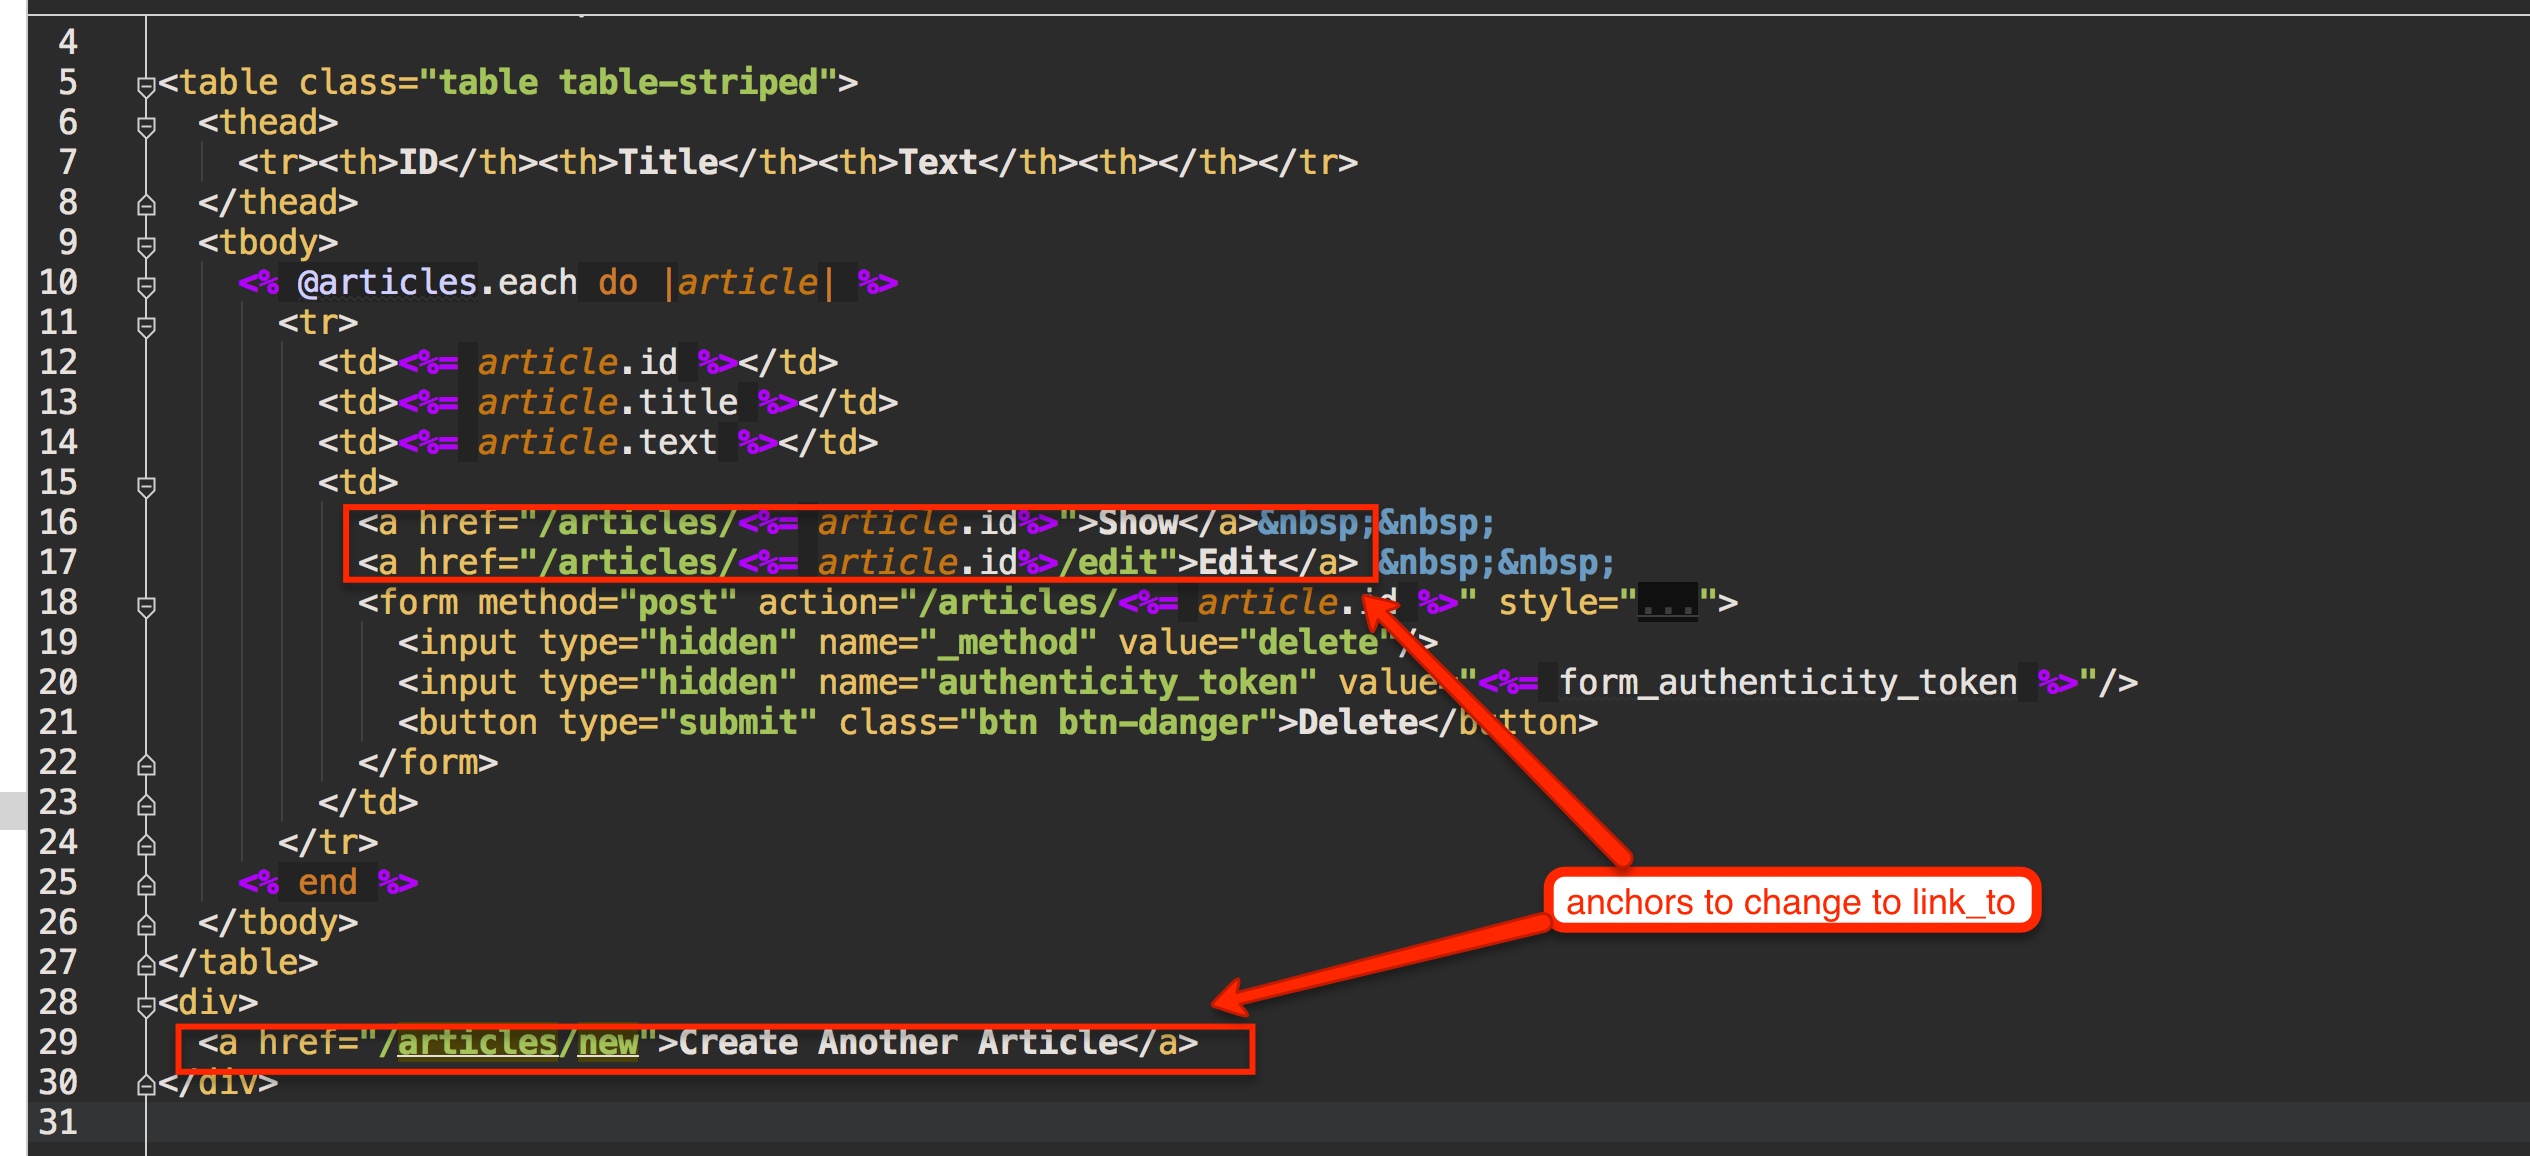 4
5 <table class="table table-striped">
6 <thead>
7 <tr><th>ID</th><th>Title</th><th>Text</th><th></th></tr>
8 </thead>
9 <tbody>
10 <% @articles.each do |article| %>
11 <tr>
12 <td><%= article.id %></td>
13 <td><%= article.title %></td>
14 <td><%= article.text %></td>
15 <td>
16 <a href="/articles/<%= article.id%>">Show</a>&nbsp;&nbsp;
17 <a href="/articles/<%= article.id%>/edit">Edit</a> &nbsp;&nbsp;
18 <form method="post" action="/articles/<%= article.id %>" style="...">
19 <input type="hidden" name="_method" value="delete"/>
20 <input type="hidden" name="authenticity_token" value="<%= form_authenticity_token %>"/>
21 <button type="submit" class="btn btn-danger">Delete</button>
22 </form>
23 </td>
24 </tr>
25 <% end %>
anchors to change to link_to
26 </tbody>
27 </table>
28 <div>
29 <a href="/articles/new">Create Another Article</a>
30 </div>
31